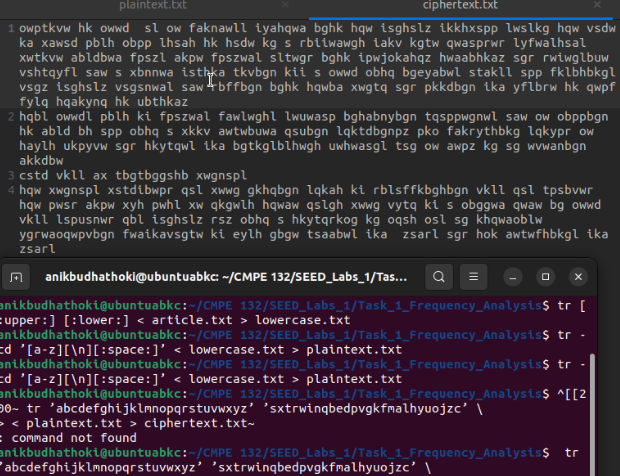 plaintext.txt
ciphertext.txt
1 owptkvw hk owwd sl ow faknawll iyahqwa bghk hqw isghslz ikkhxspp lwslkg hqw vsdw
ka xawsd pblh obpp lhsah hk hsdw kg s rbiiwawgh iakv kgtw qwasprwr lyfwalhsal
xwtkvw abldbwa fpszl akpw fpszwal sltwgr bghk ipwjokahqz hwaabhkaz sgr rwiwglbuw
vshtqyfl saw s xbnnwa isthka tkvbgn kii s owwd obhq bgeyabwl stakll spp fklbhbkgl
vsgz isghslz vsgsnwal saw rbffbgn bghk hqwba xwgtq sgr pkkdbgn ika yflbrw hk qwpf
fylq hqakynq hk ubthkaz
2 hqbl owwdl pblh ki fpszwal fawlwghl lwuwasp bghabnybgn tqsppwgnwl saw ow obppbgn
hk abld bh spp obhq s xkkv awtwbuwa qsubgn lqktdbgnpz pko fakrythbkg lqkypr ow
haylh ukpyvw sgr hkytqwl ika bgtkglblhwgh uwhwasgl tsg ow awpz kg sg wvwanbgn
akkdbw
3 cstd vkll ax tbgtbggshb xwgnspl
4 hqw xwgnspl xstdibwpr qsl xwwg gkhqbgn lqkah ki rblsffkbghbgn vkll qsl tpsbvwr
hqw pwsr akpw xyh pwhl xw qkgwlh hqwaw qslgh xwwg vytq ki s obggwa qwaw bg owwd
vkll lspusnwr qbl isghslz rsz obhq s hkytqrkog kg oqsh osl sg khqwaoblw
ygrwaoqwpvbgn fwaikavsgtw ki eylh gbgw tsaabwl ika zsarl sgr hok awtwfhbkgl ika
zsarl
anikbudhathoki@ubuntuabkc: ~/CMPE 132/SEED_Labs_1/Tas...
anikbudhathoki@ubuntuabkc:~/CMPE 132/SEED_Labs_1/Task_1_Frequency_Analysis$ tr [
:upper:] [:lower:] < article.txt > lowercase.txt
anikbudhathoki@ubuntuabkc:~/CMPE 132/SEED_Labs_1/Task_1_Frequency_Analysis$ tr -
cd ’[a-z][\n][:space:]’ < lowercase.txt > plaintext.txt
anikbudhathoki@ubuntuabkc:~/CMPE 132/SEED_Labs_1/Task_1_Frequency_Analysis$ tr -
cd ’[a-z][\n][:space:]’ < lowercase.txt > plaintext.txt
anikbudhathoki@ubuntuabkc:~/CMPE 132/SEED_Labs_1/Task_1_Frequency_Analysis$ ^[[2
00~ tr ’abcdefghijklmnopqrstuvwxyz’ ’sxtrwinqbedpvgkfmalhyuojzc’ \
> < plaintext.txt > ciphertext.txt~
: command not found
anikbudhathoki@ubuntuabkc:~/CMPE 132/SEED_Labs_1/Task_1_Frequency_Analysis$ tr
’abcdefghijklmnopqrstuvwxyz’ ’sxtrwinqbedpvgkfmalhyuojzc’ \